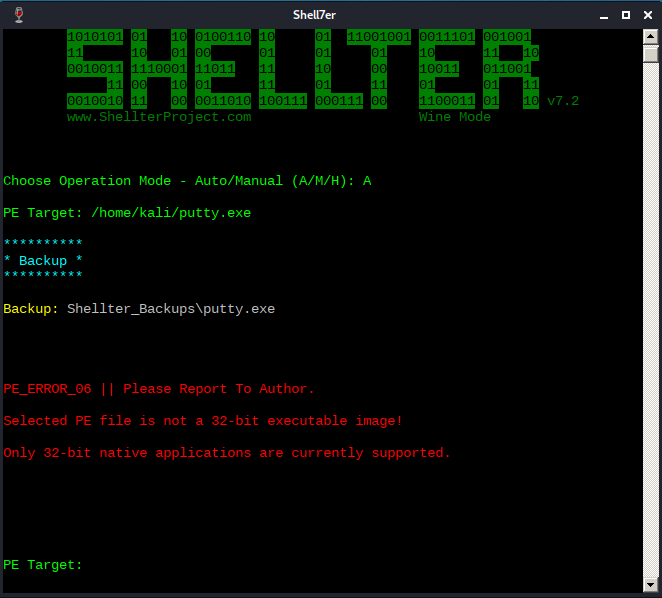 Shell7er
1010101 01 10 0100110 10 01 11001001 0011101 001001
11 10 01 00 01 01 01 10 11 10
0010011 1110001 11011 11 10 00 10011 011001
11 00 10 01 11 01 11 01 01 11
0010010 11 00 0011010 100111 000111 00 1100011 01 10 v7.2
www.ShellterProject.com Wine Mode
Choose Operation Mode - Auto/Manual (A/M/H): A
PE Target: /home/kali/putty.exe
**********
* Backup *
**********
Backup: Shellter_Backups\putty.exe
PE_ERROR_06 || Please Report To Author.
Selected PE file is not a 32-bit executable image!
Only 32-bit native applications are currently supported.
PE Target: